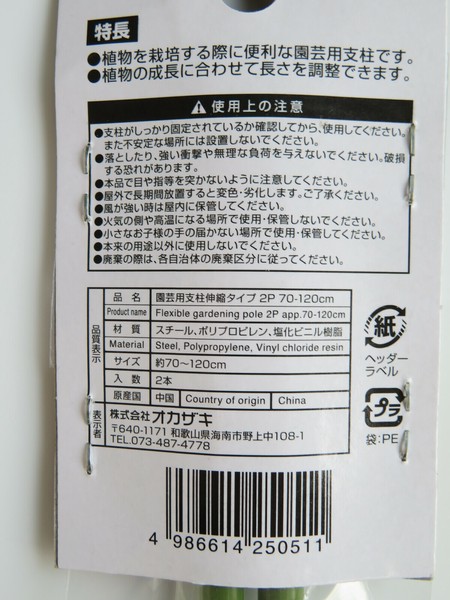 特長
●植物を栽培する際に便利な園芸用支柱です。
●植物の成長に合わせて長さを調整できます。
⚠使用上の注意
●支柱がしっかり固定されているか確認してから、使用してください。
また不安定な場所には設置しないでください。
●落としたり、強い衝撃や無理な負荷を与えないでください。破損
する恐れがあります。
●本品で目や指等を突かないように注意してください。
●屋外で長期間放置すると変色・劣化します。ご了承ください。
●風が強い時は屋内に保管してください。
●火気の側や高温になる場所で使用・保管しないでください。
●小さなお子様の手の届かない場所で使用・保管してください。
●本来の用途以外に使用しないでください。
●廃棄の際は、各自治体の廃棄区分に従ってください。
品質表示
品名 園芸用支柱伸縮タイプ 2P 70-120cm
Product name Flexible gardening pole 2P app.70-120cm
材質 スチール、ポリプロピレン、塩化ビニル樹脂
Material Steel, Polypropylene, Vinyl chloride resin
サイズ 約70〜120cm
入数 2本
原産国 中国 Country of origin China
表示者
株式会社オカザキ
〒640-1171 和歌山県海南市野上中108-1
TEL.073-487-4778
紙
ヘッダー
ラベル
プラ
袋:PE
4 986614 250511